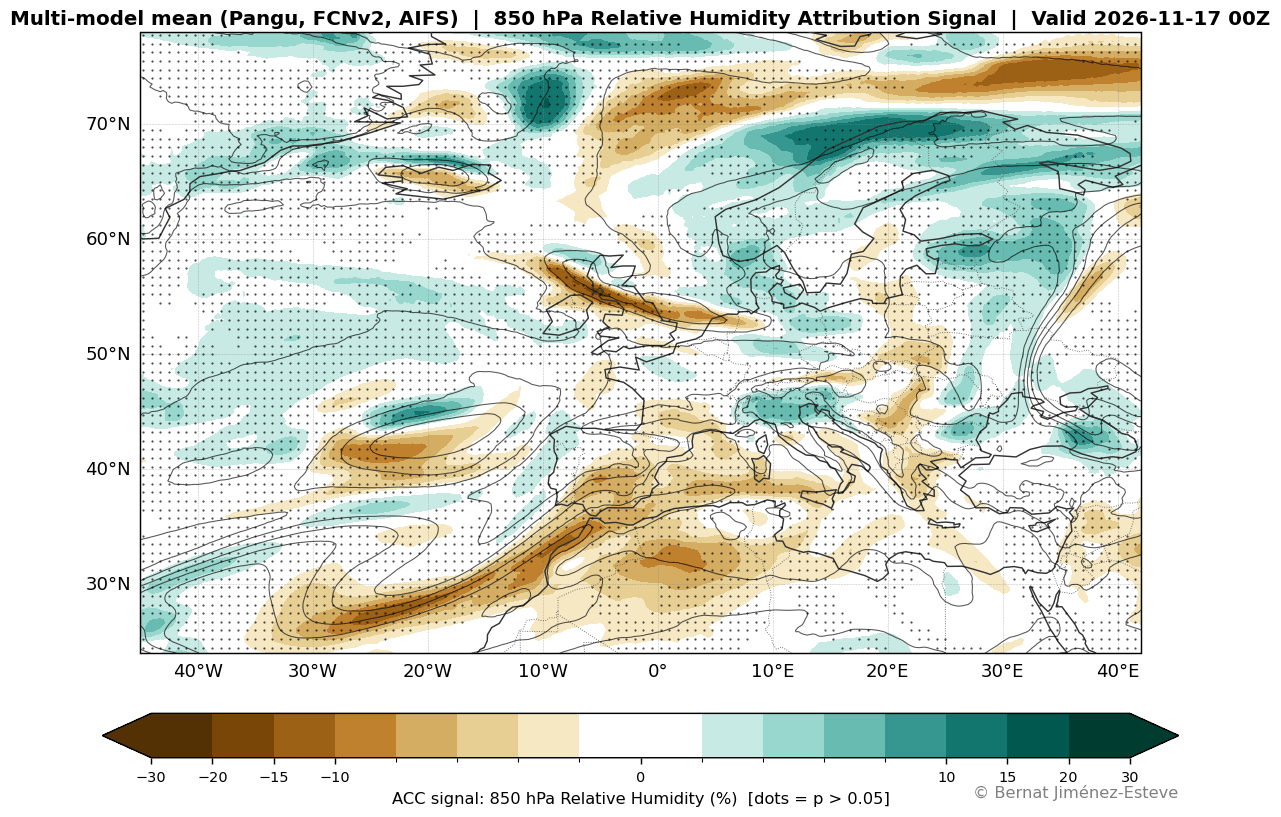 Multi-model mean (Pangu, FCNv2, AIFS)  |  850 hPa Relative Humidity Attribution Signal  |  Valid 2026-11-17 00Z
70°N
60°N
50°N
40°N
30°N
40°W 30°W 20°W 10°W 0° 10°E 20°E 30°E 40°E
−30 −20 −15 −10 0 10 15 20 30
ACC signal: 850 hPa Relative Humidity (%)  [dots = p > 0.05]
© Bernat Jiménez-Esteve